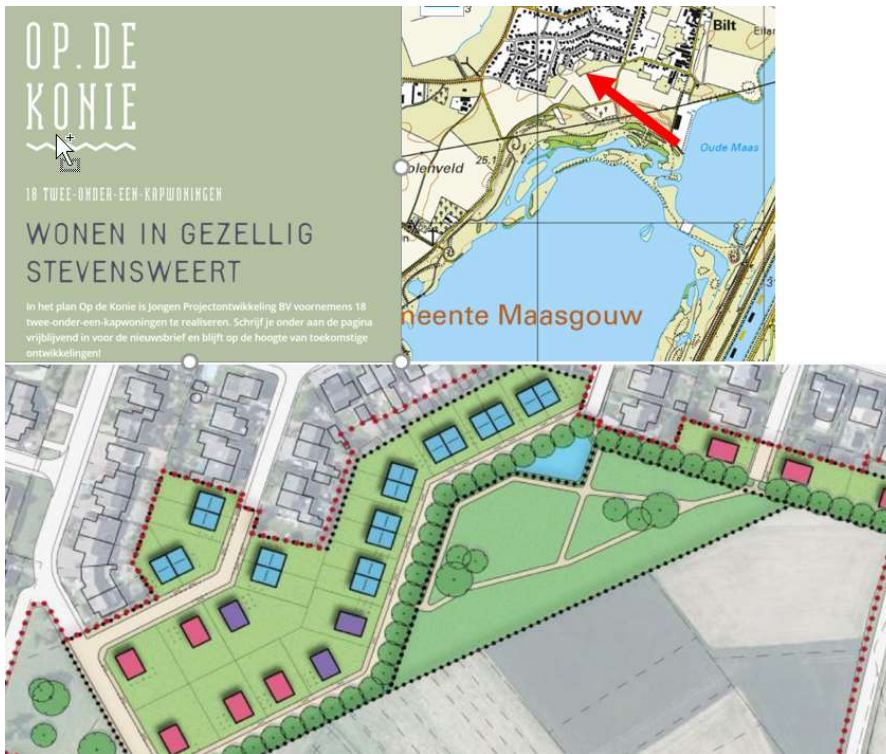 OP.DE
KONIE
18 TWEE-ONDER-EEN-KAPWONINGEN
WONEN IN GEZELLIG
STEVENSWEERT
In het plan Op de Konie is Jongen Projectontwikkeling BV voornemens 18
twee-onder-een-kapwoningen te realiseren. Schrijf je onder aan de pagina
vrijblijvend in voor de nieuwsbrief en blijft op de hoogte van toekomstige
ontwikkelingen!
Bilt
Eilan
Oude Maas
olenveld
25.1
neente Maasgouw